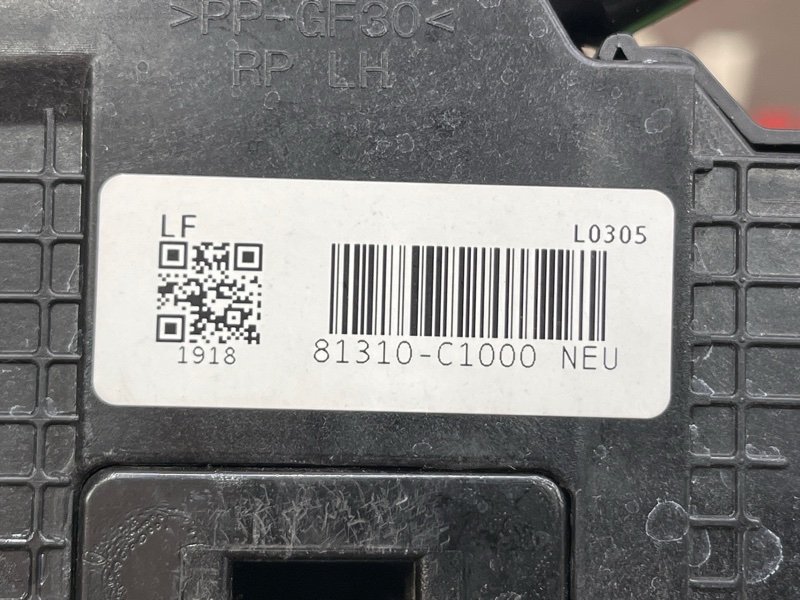 >PP-GF30<
RP LH
LF
L0305
1918
81310-C1000 NEU